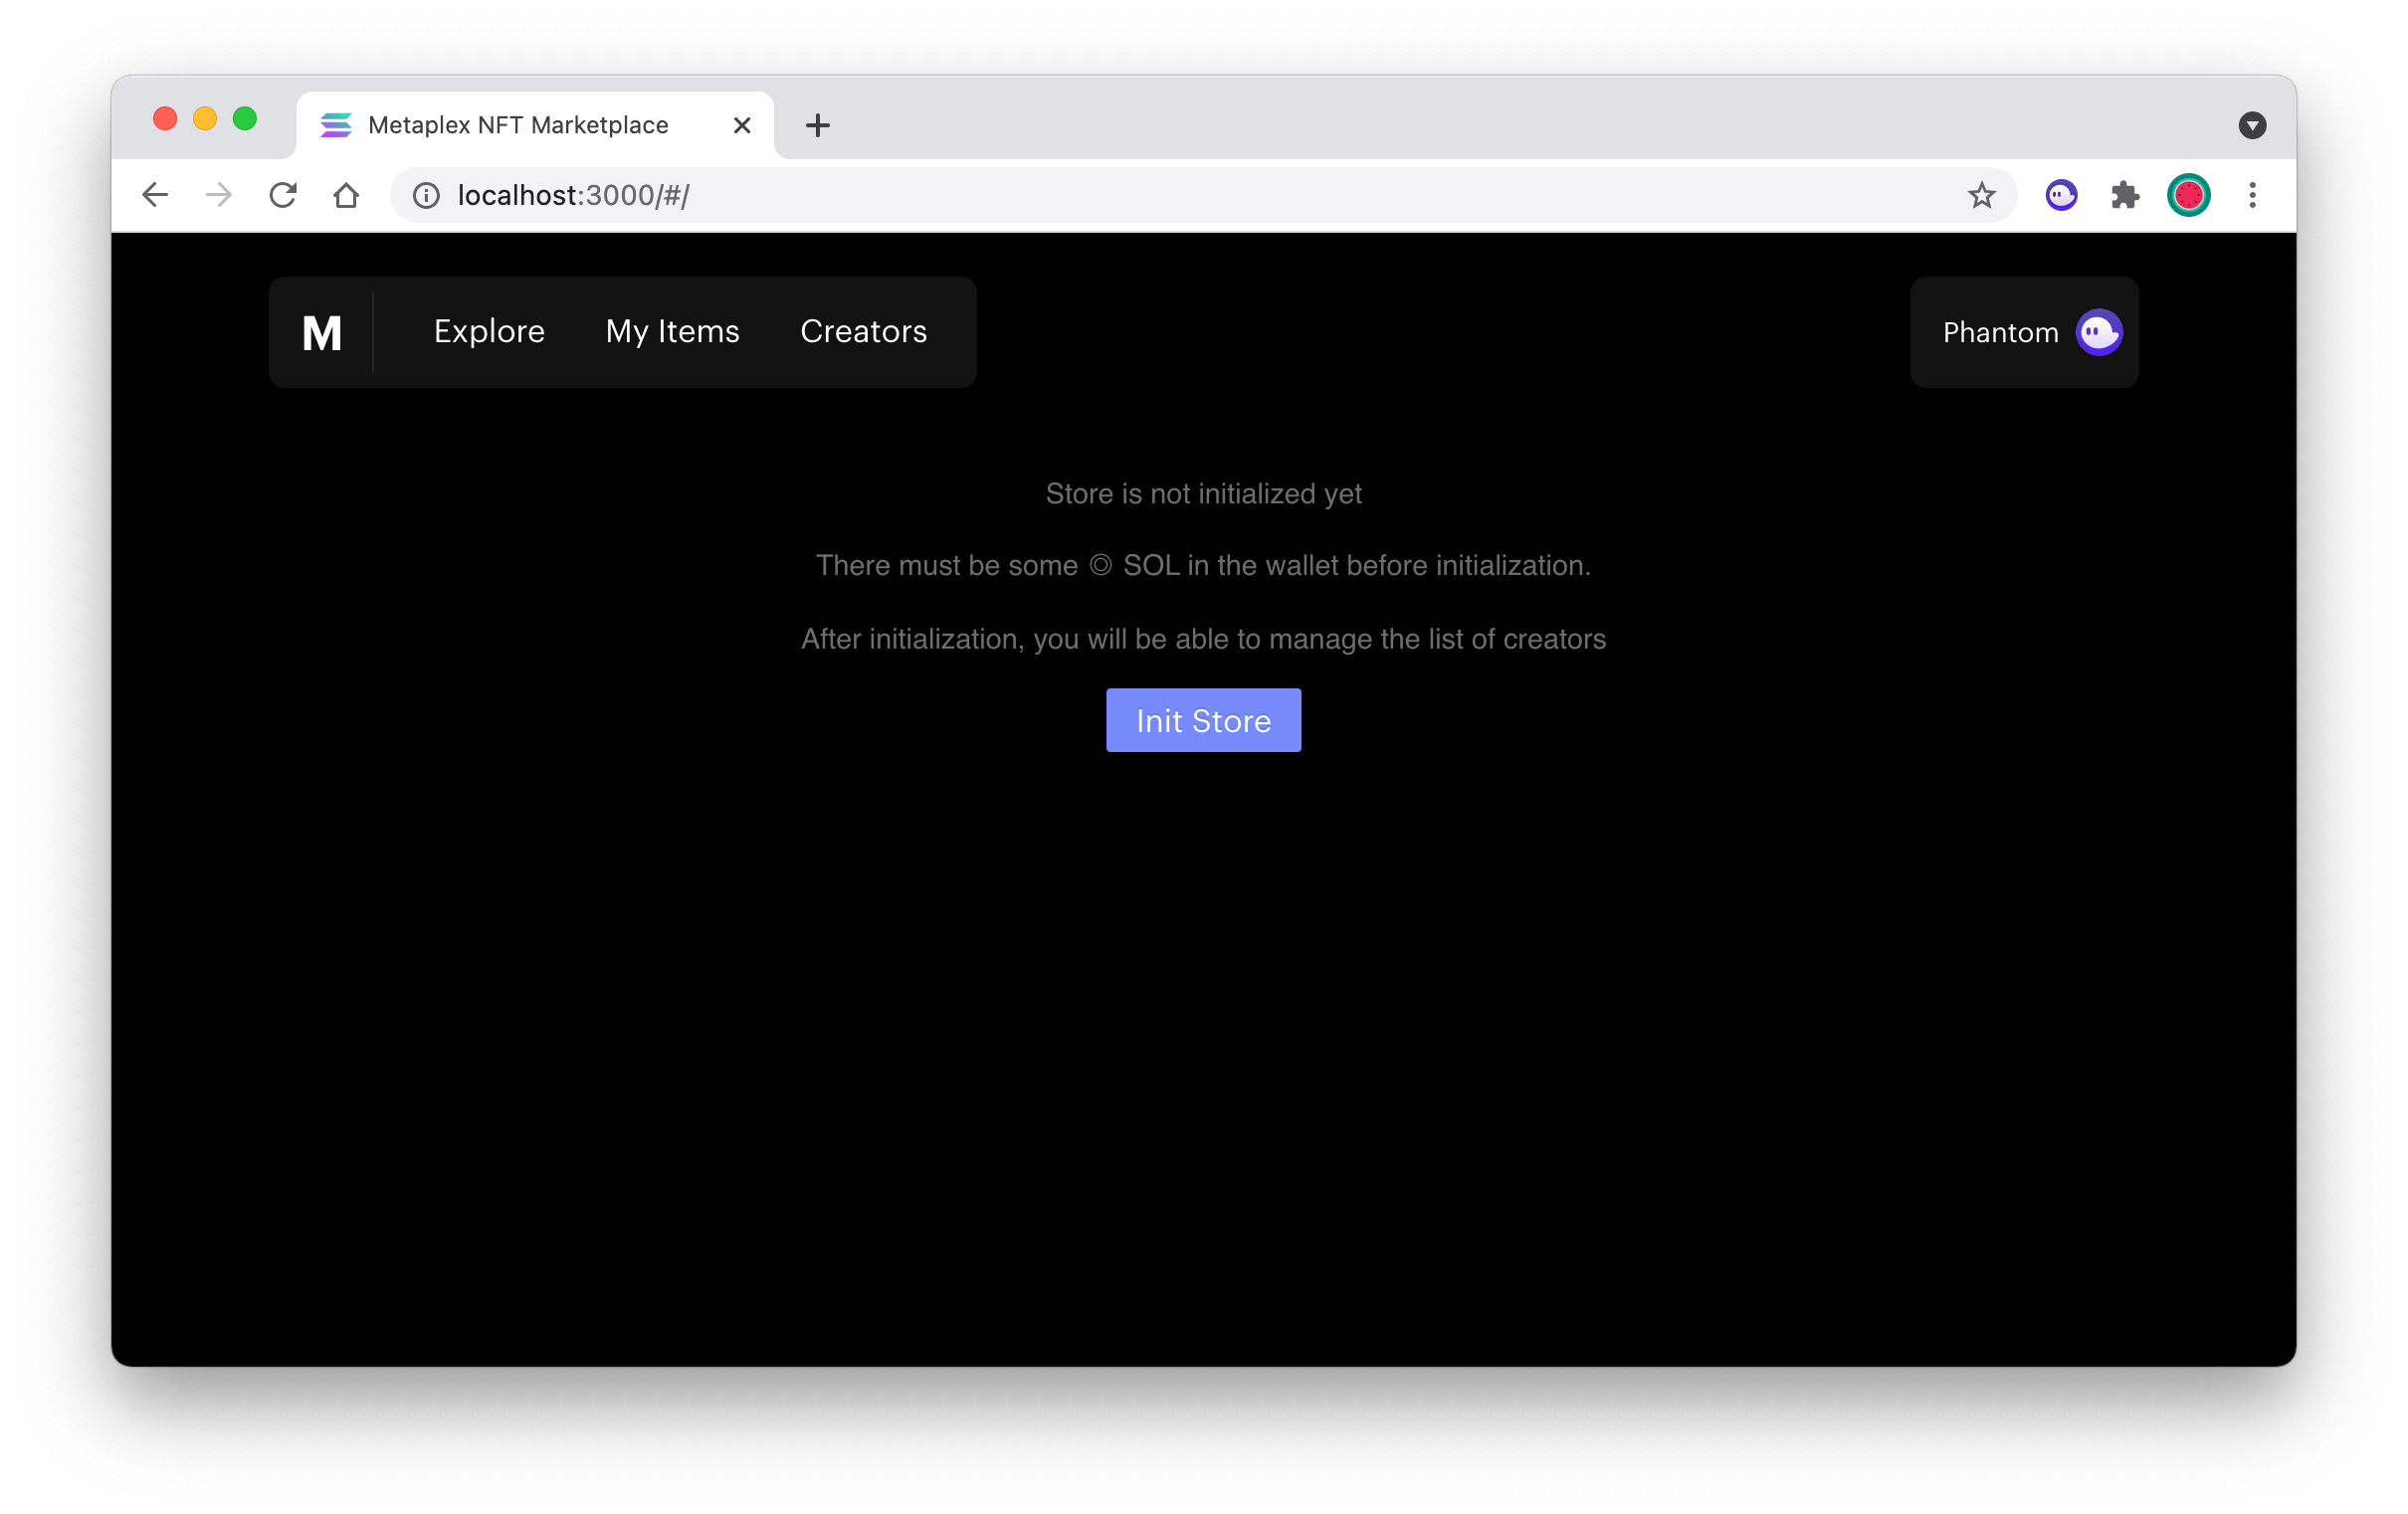 Metaplex NFT Marketplace
localhost:3000/#/
M Explore My Items Creators Phantom
Store is not initialized yet
There must be some ◎ SOL in the wallet before initialization.
After initialization, you will be able to manage the list of creators
Init Store